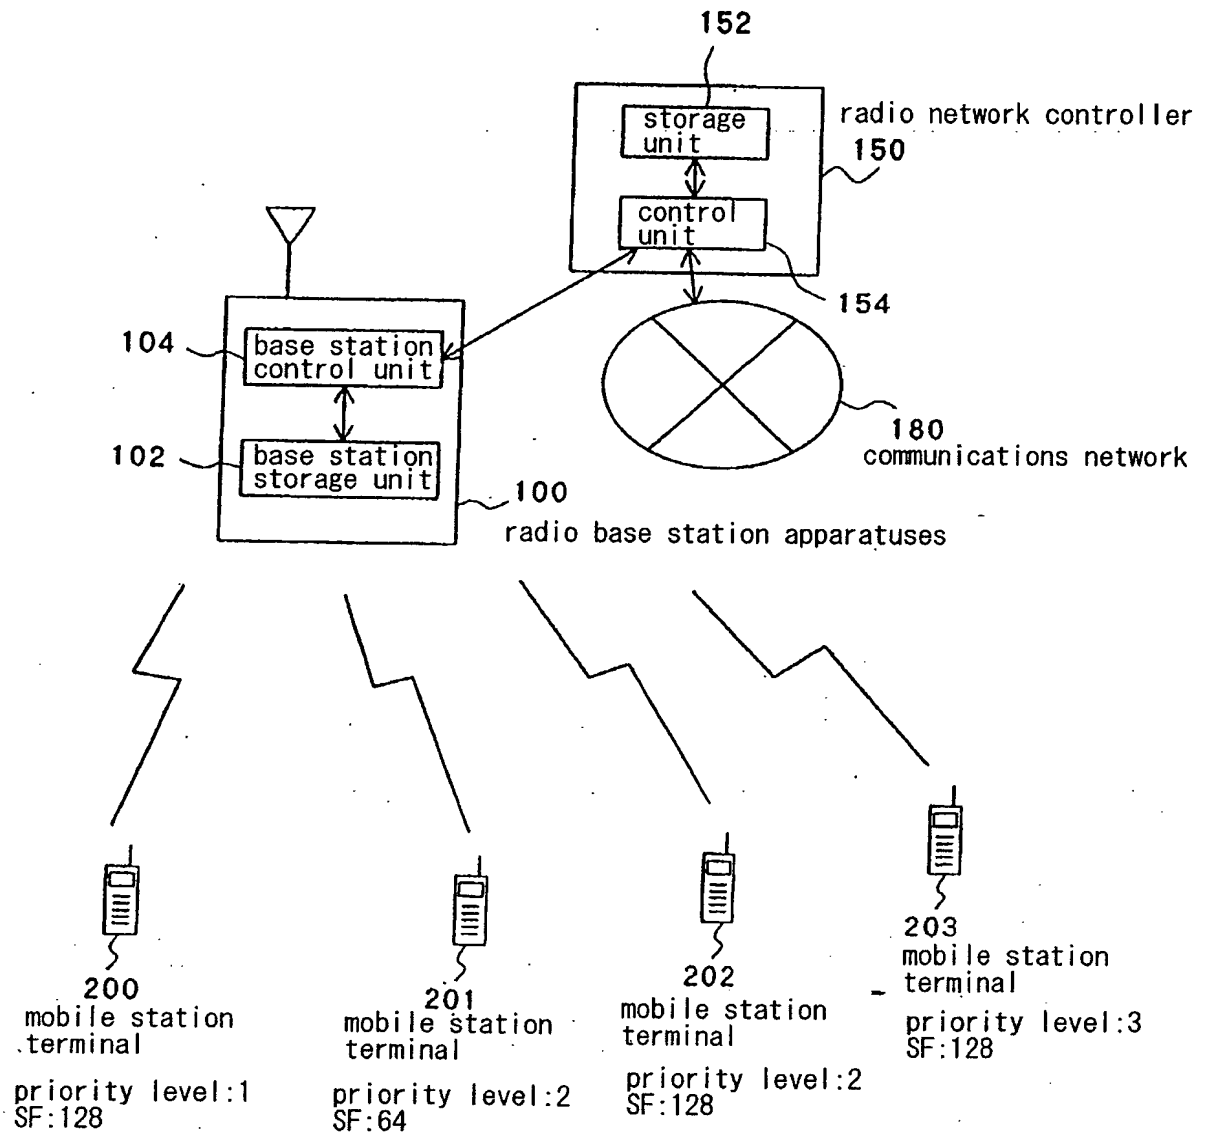 152
storage
unit
radio network controller
150
control
unit
154
104
base station
control unit
102
base station
storage unit
100
radio base station apparatuses
180
communications network
200
mobile station
terminal
priority level:1
SF:128
201
mobile station
terminal
priority level:2
SF:64
202
mobile station
terminal
priority level:2
SF:128
203
mobile station
terminal
priority level:3
SF:128